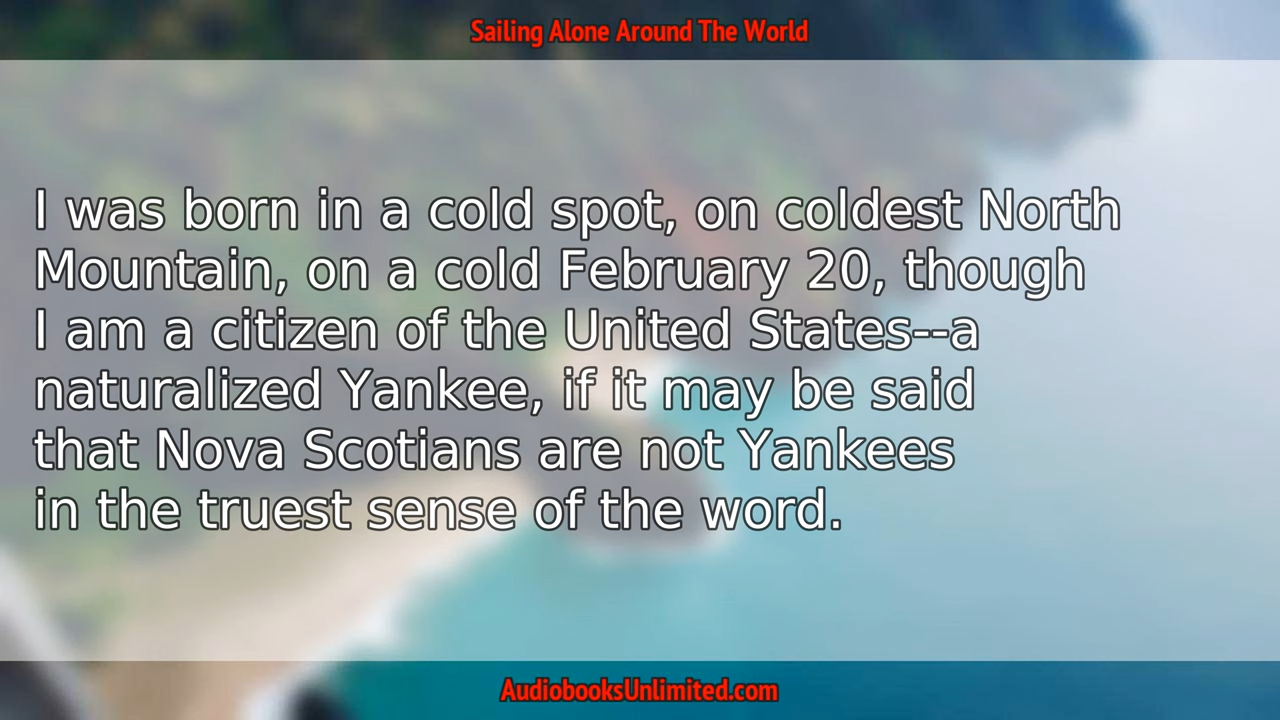 Sailing Alone Around The World
I was born in a cold spot, on coldest North
Mountain, on a cold February 20, though
I am a citizen of the United States--a
naturalized Yankee, if it may be said
that Nova Scotians are not Yankees
in the truest sense of the word.
AudiobooksUnlimited.com